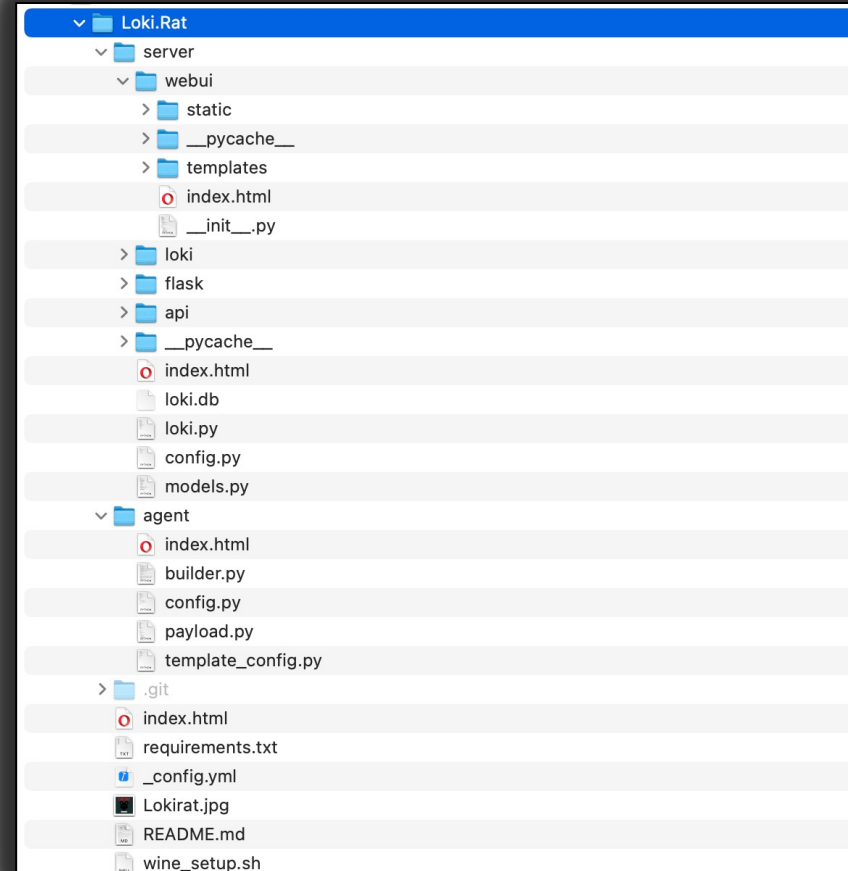 Loki.Rat
server
webui
static
__pycache__
templates
index.html
__init__.py
loki
flask
api
__pycache__
index.html
loki.db
loki.py
config.py
models.py
agent
index.html
builder.py
config.py
payload.py
template_config.py
.git
index.html
requirements.txt
_config.yml
Lokirat.jpg
README.md
wine_setup.sh